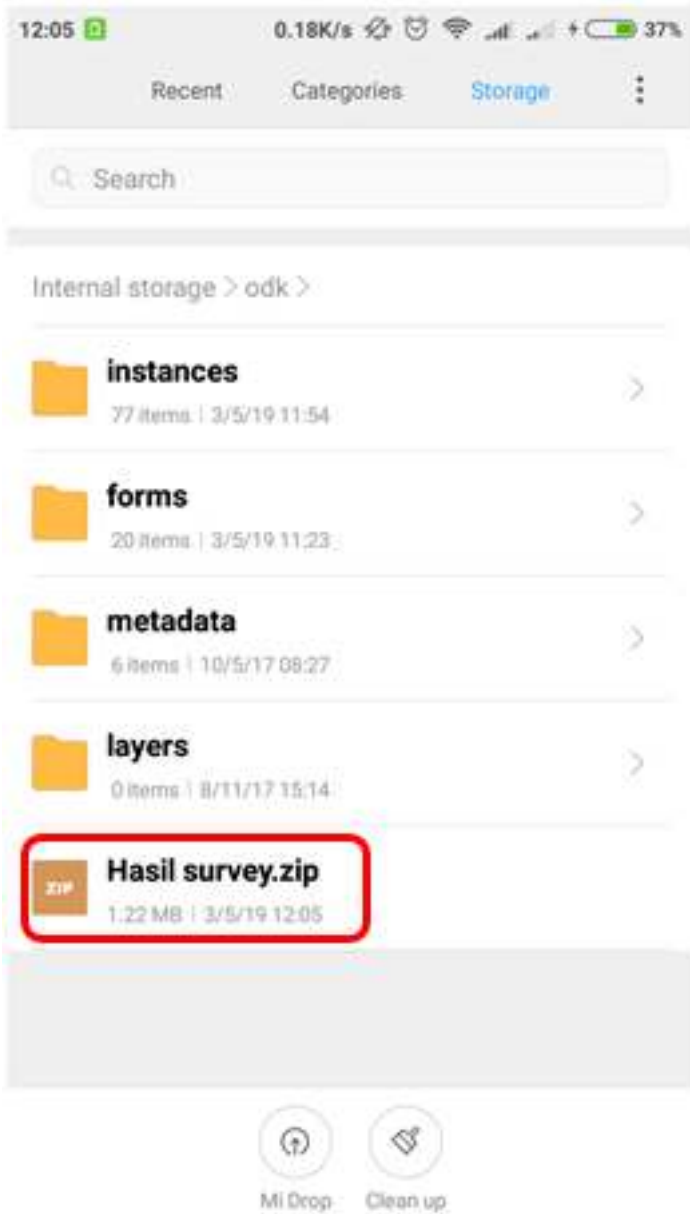 12:05 0.18K/s 37%
Recent Categories Storage
Search
Internal storage > odk >
instances
77 items | 3/5/19 11:54
forms
20 items | 3/5/19 11:23
metadata
6 items | 10/5/17 08:27
layers
0 items | 8/11/17 15:14
ZIP
Hasil survey.zip
1.22 MB | 3/5/19 12:05
Mi Drop Clean up